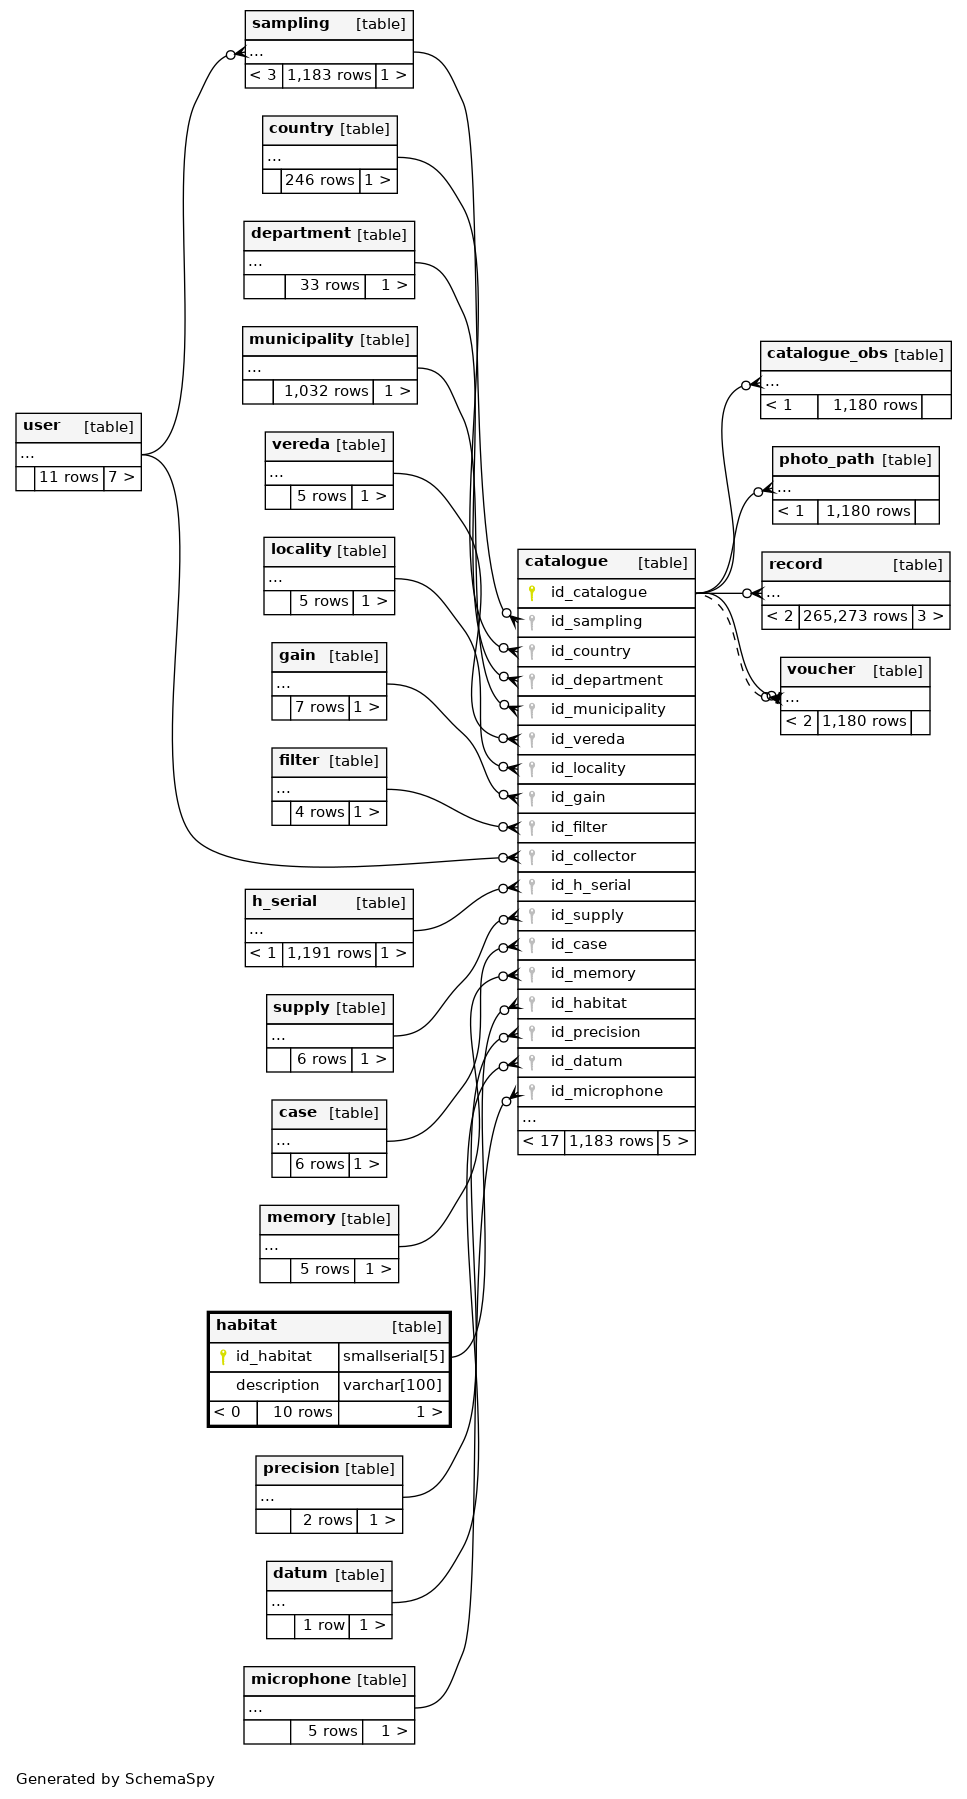 sampling [table]
...
< 3 1,183 rows 1 >
country [table]
...
246 rows 1 >
department [table]
...
33 rows 1 >
municipality [table]
...
1,032 rows 1 >
user [table]
...
11 rows 7 >
vereda [table]
...
5 rows 1 >
locality [table]
...
5 rows 1 >
gain [table]
...
7 rows 1 >
filter [table]
...
4 rows 1 >
h_serial [table]
...
< 1 1,191 rows 1 >
supply [table]
...
6 rows 1 >
case [table]
...
6 rows 1 >
memory [table]
...
5 rows 1 >
habitat [table]
id_habitat smallserial[5]
description varchar[100]
< 0 10 rows 1 >
precision [table]
...
2 rows 1 >
datum [table]
...
1 row 1 >
microphone [table]
...
5 rows 1 >
catalogue [table]
id_catalogue
id_sampling
id_country
id_department
id_municipality
id_vereda
id_locality
id_gain
id_filter
id_collector
id_h_serial
id_supply
id_case
id_memory
id_habitat
id_precision
id_datum
id_microphone
...
< 17 1,183 rows 5 >
catalogue_obs [table]
...
< 1 1,180 rows
photo_path [table]
...
< 1 1,180 rows
record [table]
...
< 2 265,273 rows 3 >
voucher [table]
...
< 2 1,180 rows
Generated by SchemaSpy